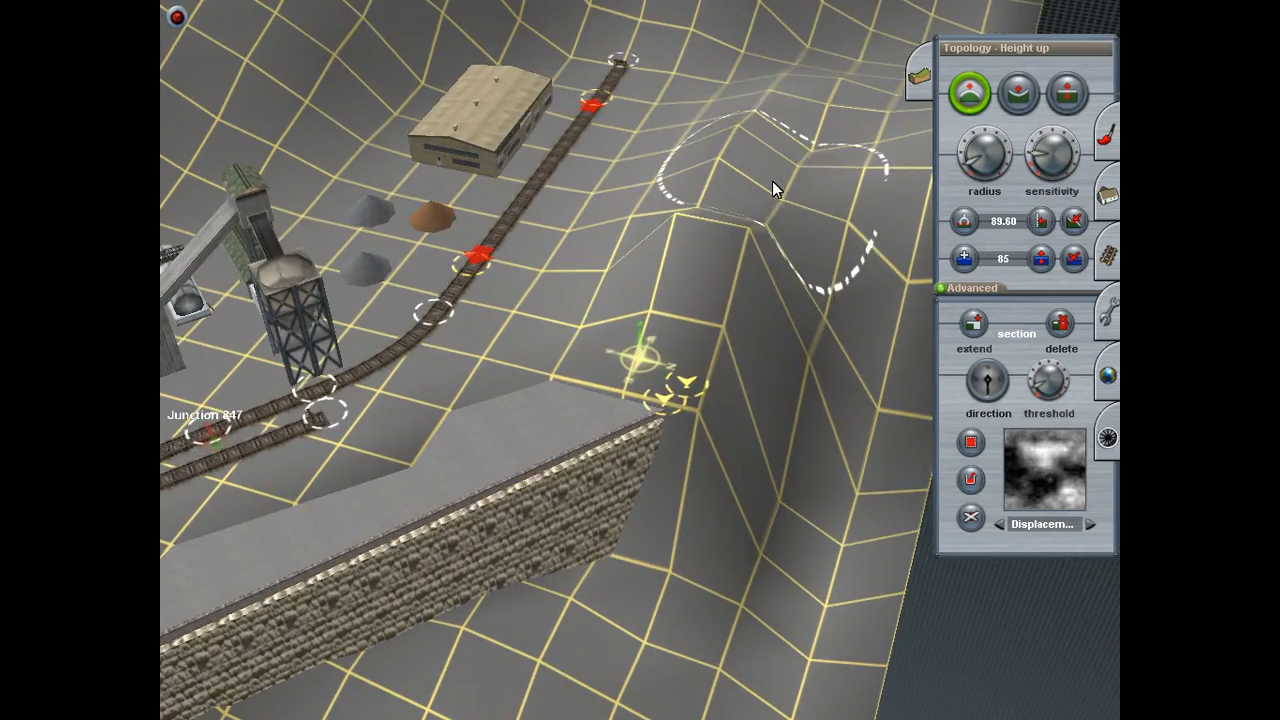 Topology - Height up
radius
sensitivity
89.60
85
Advanced
section
extend
delete
direction
threshold
Displacem...
Junction 847